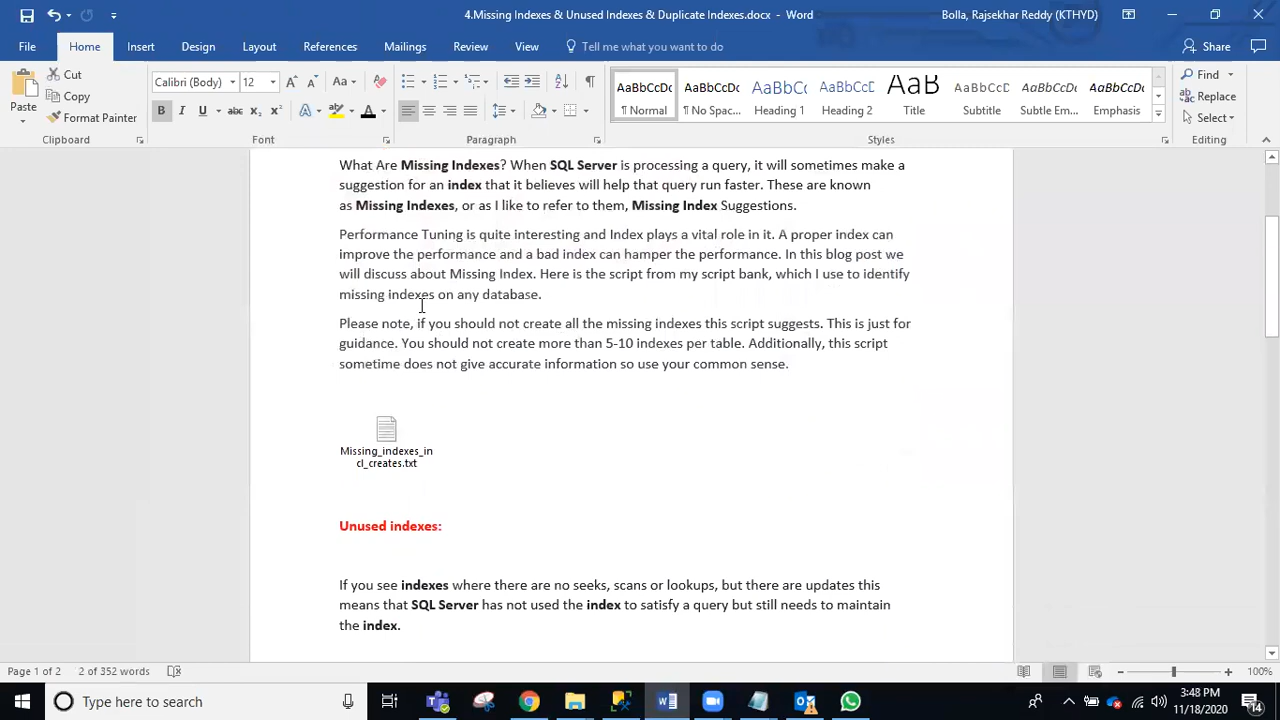 4.Missing Indexes & Unused Indexes & Duplicate Indexes.docx - Word
Bolla, Rajsekhar Reddy (KTHYD)
File Home Insert Design Layout References Mailings Review View Tell me what you want to do Share
Paste
Cut
Copy
Format Painter
Clipboard
Calibri (Body) 12
Font
Paragraph
AaBbCcDc AaBbCcDc AaBbC( AaBbCcD AaB AaBbCcD AaBbCcDc AaBbCcDc
¶ Normal ¶ No Spac... Heading 1 Heading 2 Title Subtitle Subtle Em... Emphasis
Styles
Find
Replace
Select
Editing
What Are Missing Indexes? When SQL Server is processing a query, it will sometimes make a
suggestion for an index that it believes will help that query run faster. These are known
as Missing Indexes, or as I like to refer to them, Missing Index Suggestions.
Performance Tuning is quite interesting and Index plays a vital role in it. A proper index can
improve the performance and a bad index can hamper the performance. In this blog post we
will discuss about Missing Index. Here is the script from my script bank, which I use to identify
missing indexes on any database.
Please note, if you should not create all the missing indexes this script suggests. This is just for
guidance. You should not create more than 5-10 indexes per table. Additionally, this script
sometime does not give accurate information so use your common sense.
Missing_indexes_in
cl_creates.txt
Unused indexes:
If you see indexes where there are no seeks, scans or lookups, but there are updates this
means that SQL Server has not used the index to satisfy a query but still needs to maintain
the index.
Page 1 of 2 2 of 352 words
100%
Type here to search
3:48 PM
11/18/2020
14